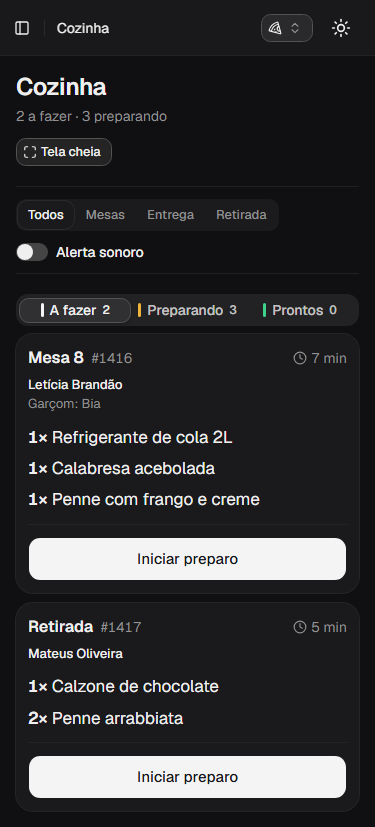 Cozinha
Cozinha
2 a fazer · 3 preparando
Tela cheia
Todos Mesas Entrega Retirada
Alerta sonoro
A fazer 2 Preparando 3 Prontos 0
Mesa 8 #1416 7 min
Letícia Brandão
Garçom: Bia
1× Refrigerante de cola 2L
1× Calabresa acebolada
1× Penne com frango e creme
Iniciar preparo
Retirada #1417 5 min
Mateus Oliveira
1× Calzone de chocolate
2× Penne arrabbiata
Iniciar preparo